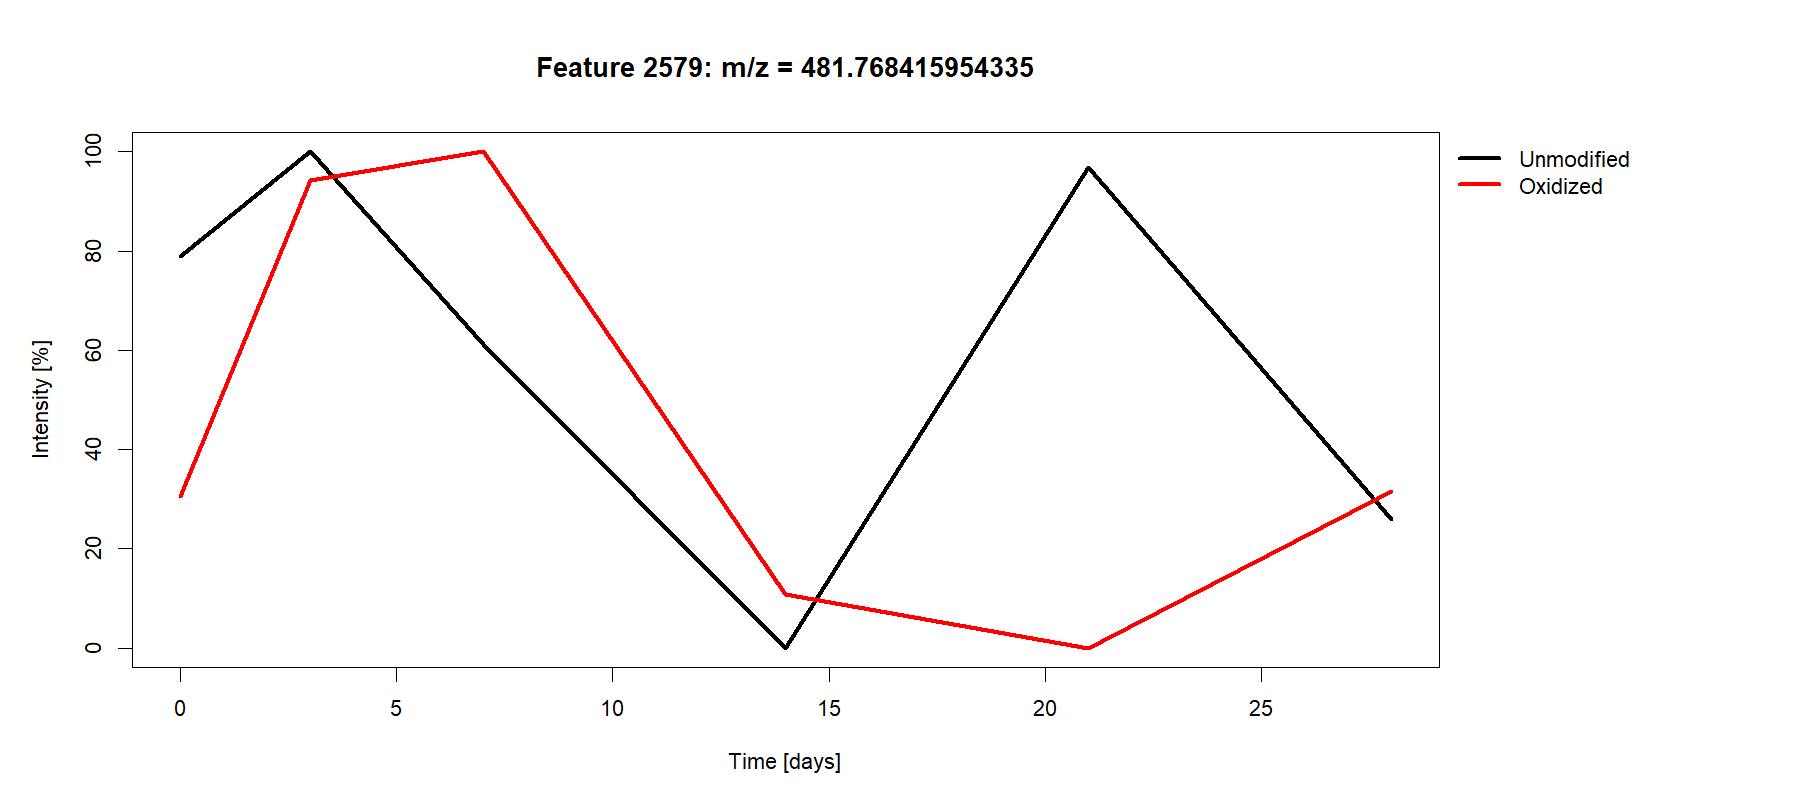 Feature 2579: m/z = 481.768415954335
Unmodified
Oxidized
Intensity [%]
100
80
60
40
20
0
0 5 10 15 20 25
Time [days]